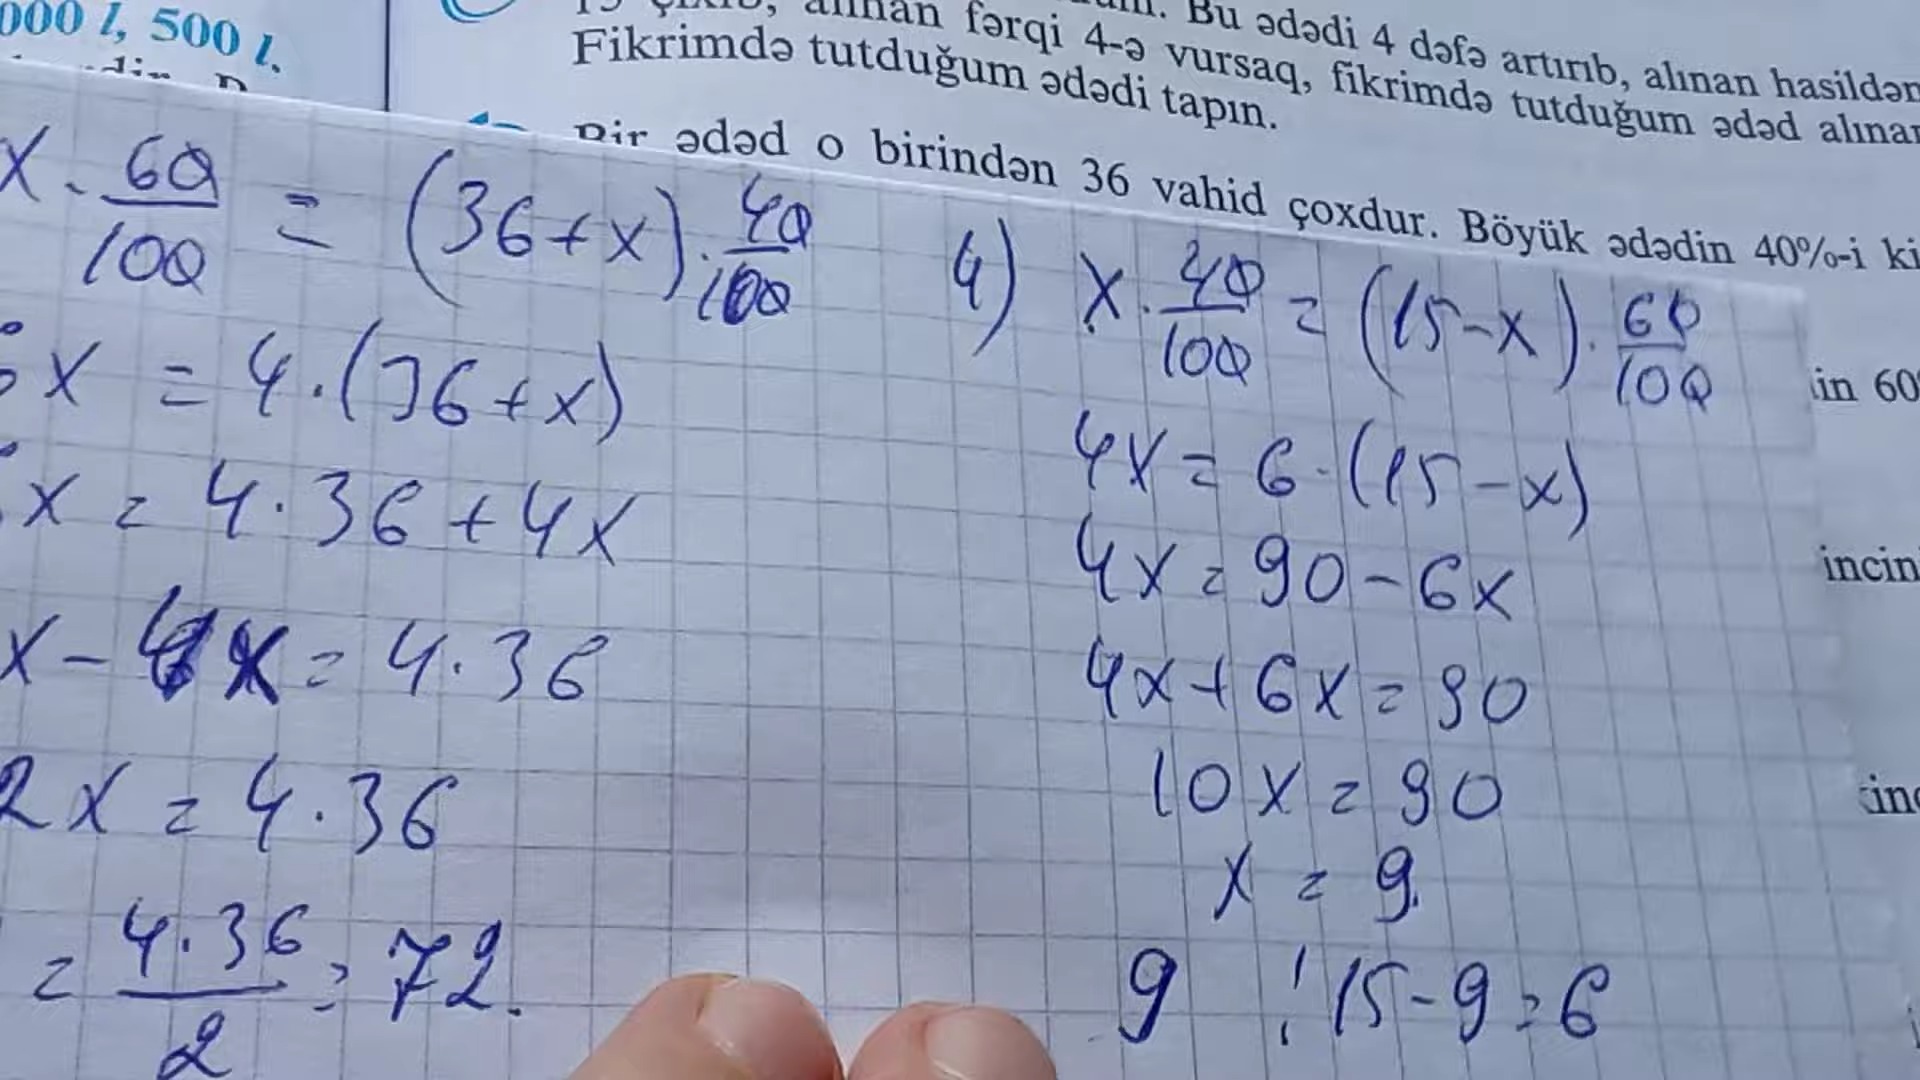 000 l, 500 l.
Bu ədədi 4 dəfə artırıb, alınan hasildən
15 çıxıb, alınan fərqi 4-ə vursaq, fikrimdə tutduğum ədəd alınar
Fikrimdə tutduğum ədədi tapın.
Bir ədəd o birindən 36 vahid çoxdur. Böyük ədədin 40%-i ki
in 60
incin
x · 60/100 = (36+x) · 40/100
6x = 4·(36+x)
x = 4·36+4x
x - 4x = 4·36
2x = 4·36
= 4·36/2 = 72.
4) x · 40/100 = (15-x) · 60/100
4x = 6·(15-x)
4x = 90-6x
4x+6x = 90
10x = 90
x = 9.
9 ; 15-9=6